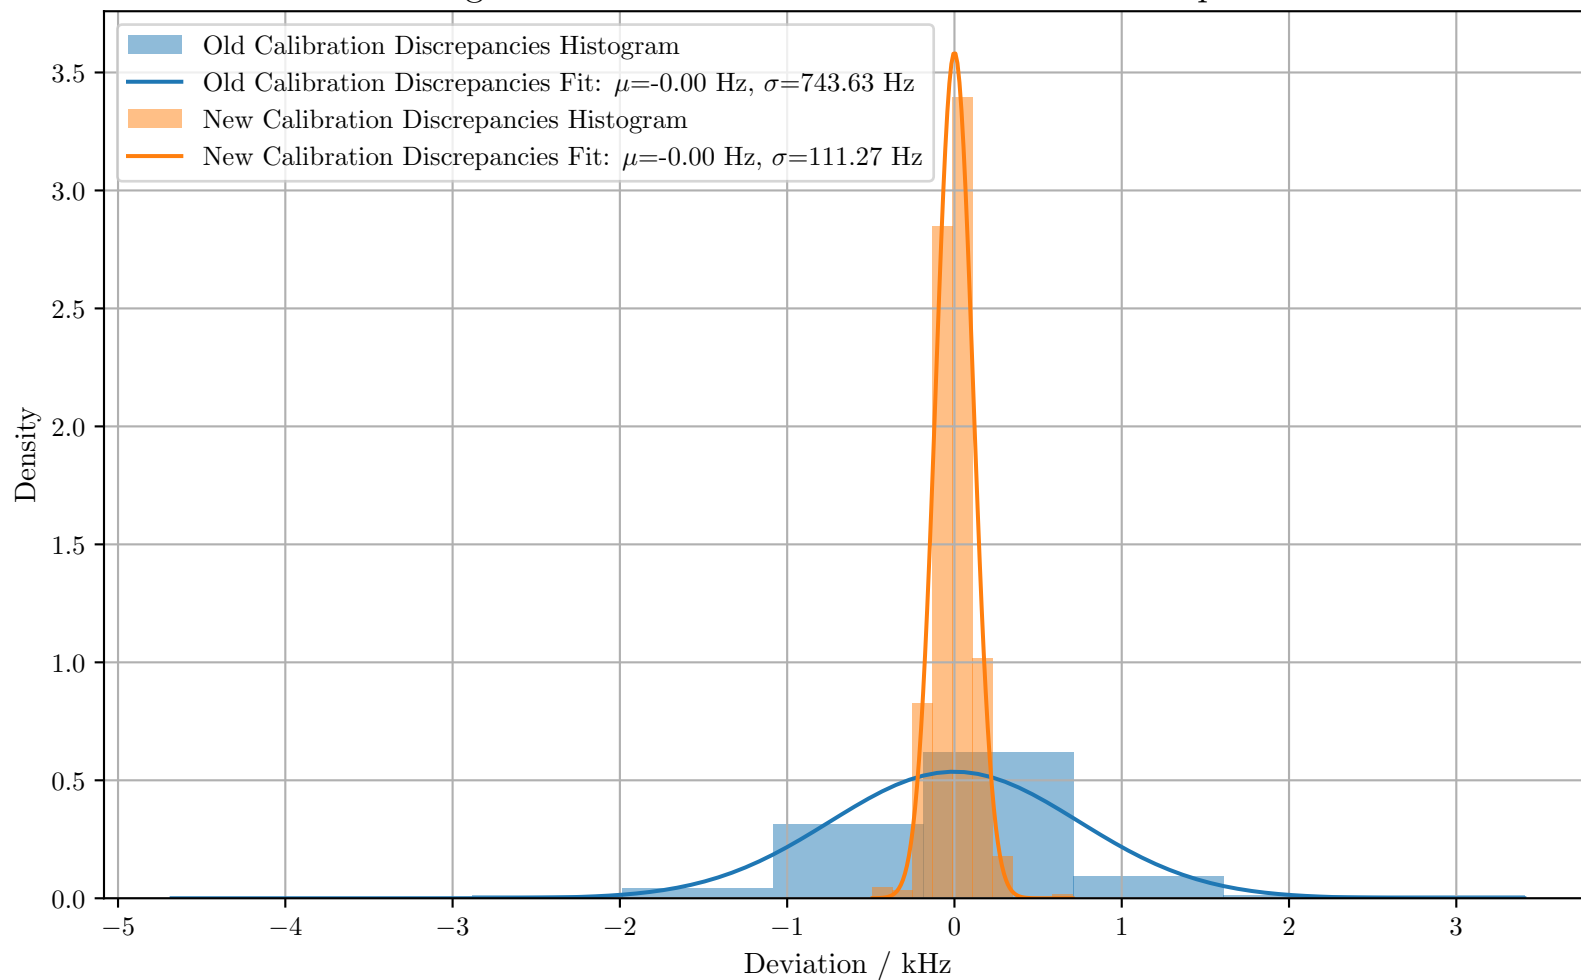 Old Calibration Discrepancies Histogram
Old Calibration Discrepancies Fit: μ=-0.00 Hz, σ=743.63 Hz
New Calibration Discrepancies Histogram
New Calibration Discrepancies Fit: μ=-0.00 Hz, σ=111.27 Hz
3.5
3.0
2.5
2.0
1.5
1.0
0.5
0.0
Density
−5 −4 −3 −2 −1 0 1 2 3
Deviation / kHz